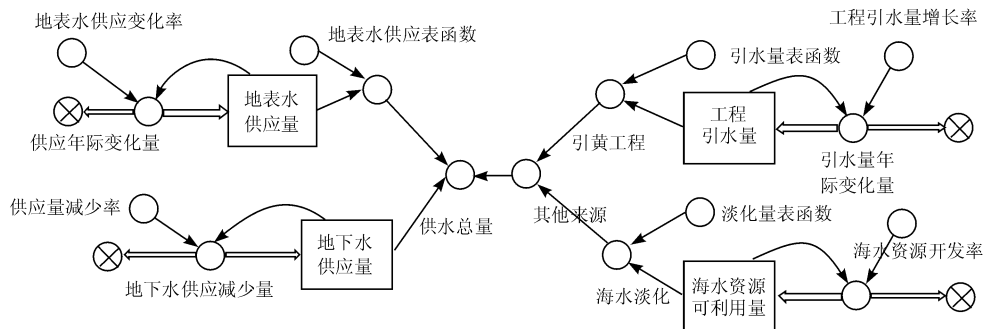 地表水供应变化率
地表水供应表函数
地表水
供应量
供应年际变化量
供应量减少率
地下水
供应量
地下水供应减少量
供水总量
工程引水量增长率
引水量表函数
工程
引水量
引黄工程
引水量年
际变化量
其他来源
淡化量表函数
海水资源开发率
海水淡化
海水资源
可利用量